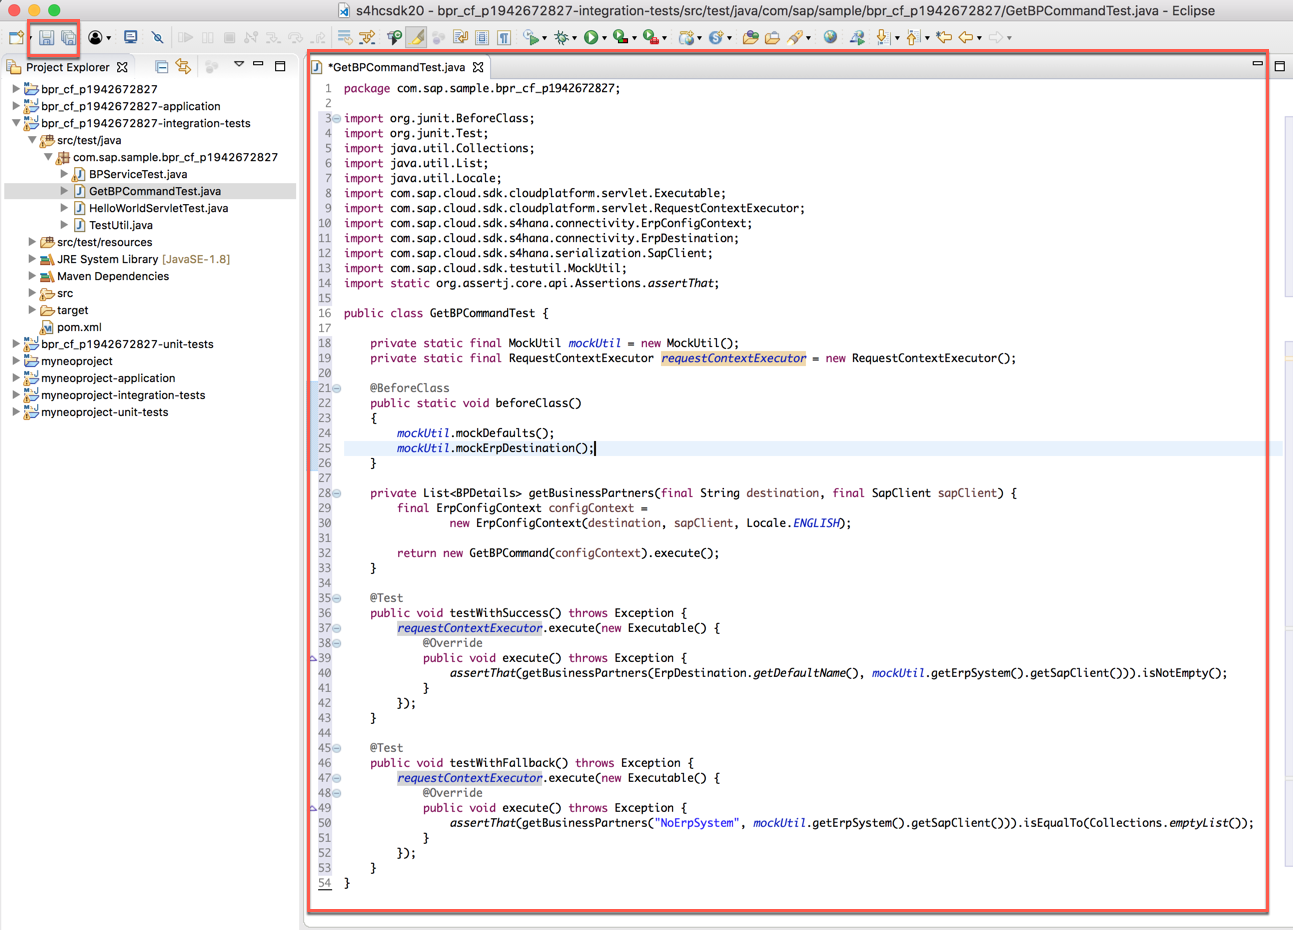 s4hcsdk20 - bpr_cf_p1942672827-integration-tests/src/test/java/com/sap/sample/bpr_cf_p1942672827/GetBPCommandTest.java - Eclipse
Project Explorer
bpr_cf_p1942672827
bpr_cf_p1942672827-application
bpr_cf_p1942672827-integration-tests
src/test/java
com.sap.sample.bpr_cf_p1942672827
BPServiceTest.java
GetBPCommandTest.java
HelloWorldServletTest.java
TestUtil.java
src/test/resources
JRE System Library [JavaSE-1.8]
Maven Dependencies
src
target
pom.xml
bpr_cf_p1942672827-unit-tests
myneoproject
myneoproject-application
myneoproject-integration-tests
myneoproject-unit-tests
*GetBPCommandTest.java
1 package com.sap.sample.bpr_cf_p1942672827;
2
3 import org.junit.BeforeClass;
4 import org.junit.Test;
5 import java.util.Collections;
6 import java.util.List;
7 import java.util.Locale;
8 import com.sap.cloud.sdk.cloudplatform.servlet.Executable;
9 import com.sap.cloud.sdk.cloudplatform.servlet.RequestContextExecutor;
10 import com.sap.cloud.sdk.s4hana.connectivity.ErpConfigContext;
11 import com.sap.cloud.sdk.s4hana.connectivity.ErpDestination;
12 import com.sap.cloud.sdk.s4hana.serialization.SapClient;
13 import com.sap.cloud.sdk.testutil.MockUtil;
14 import static org.assertj.core.api.Assertions.assertThat;
15
16 public class GetBPCommandTest {
17
18 private static final MockUtil mockUtil = new MockUtil();
19 private static final RequestContextExecutor requestContextExecutor = new RequestContextExecutor();
20
21 @BeforeClass
22 public static void beforeClass()
23 {
24 mockUtil.mockDefaults();
25 mockUtil.mockErpDestination();
26 }
27
28 private List<BPDetails> getBusinessPartners(final String destination, final SapClient sapClient) {
29 final ErpConfigContext configContext =
30 new ErpConfigContext(destination, sapClient, Locale.ENGLISH);
31
32 return new GetBPCommand(configContext).execute();
33 }
34
35 @Test
36 public void testWithSuccess() throws Exception {
37 requestContextExecutor.execute(new Executable() {
38 @Override
39 public void execute() throws Exception {
40 assertThat(getBusinessPartners(ErpDestination.getDefaultName(), mockUtil.getErpSystem().getSapClient())).isNotEmpty();
41 }
42 });
43 }
44
45 @Test
46 public void testWithFallback() throws Exception {
47 requestContextExecutor.execute(new Executable() {
48 @Override
49 public void execute() throws Exception {
50 assertThat(getBusinessPartners("NoErpSystem", mockUtil.getErpSystem().getSapClient())).isEqualTo(Collections.emptyList());
51 }
52 });
53 }
54 }